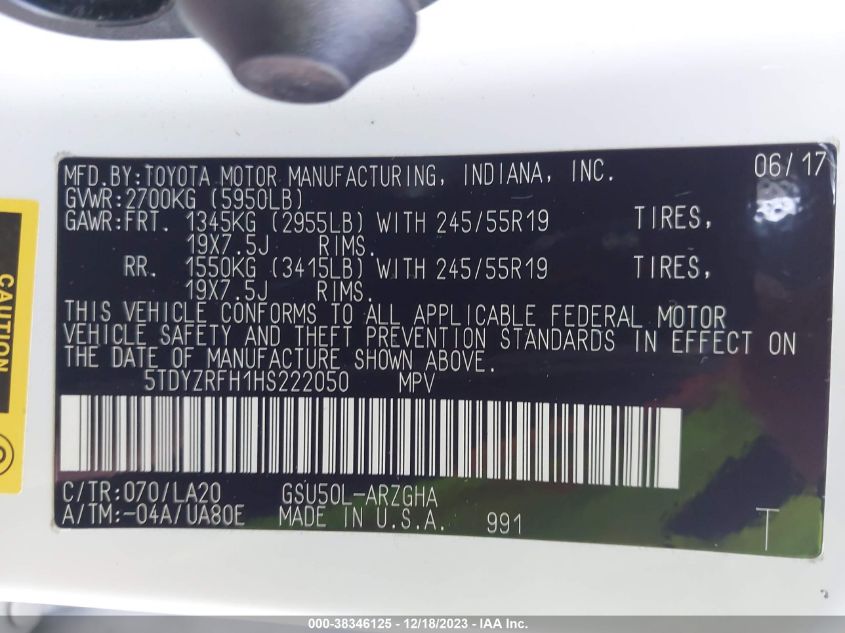 MFD.BY:TOYOTA MOTOR MANUFACTURING, INDIANA, INC. 06/17
GVWR:2700KG (5950LB)
GAWR:FRT. 1345KG (2955LB) WITH 245/55R19 TIRES,
19X7.5J RIMS.
RR. 1550KG (3415LB) WITH 245/55R19 TIRES,
19X7.5J RIMS.
THIS VEHICLE CONFORMS TO ALL APPLICABLE FEDERAL MOTOR
VEHICLE SAFETY AND THEFT PREVENTION STANDARDS IN EFFECT ON
THE DATE OF MANUFACTURE SHOWN ABOVE.
5TDYZRFH1HS222050 MPV
C/TR:070/LA20 GSU50L-ARZGHA
A/TM:-04A/UA80E MADE IN U.S.A. 991 T
CAUTION
000-38346125 - 12/18/2023 - IAA Inc.